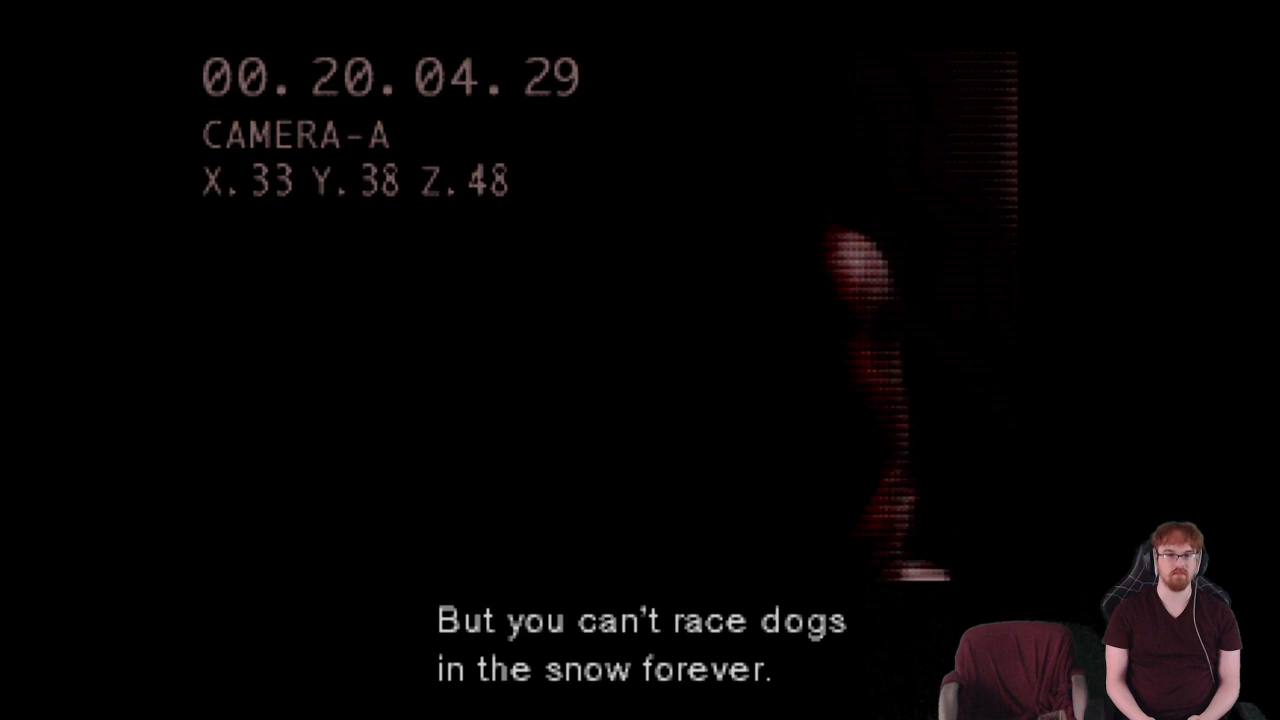 00.20.04.29
CAMERA-A
X.33 Y.38 Z.48
But you can't race dogs
in the snow forever.